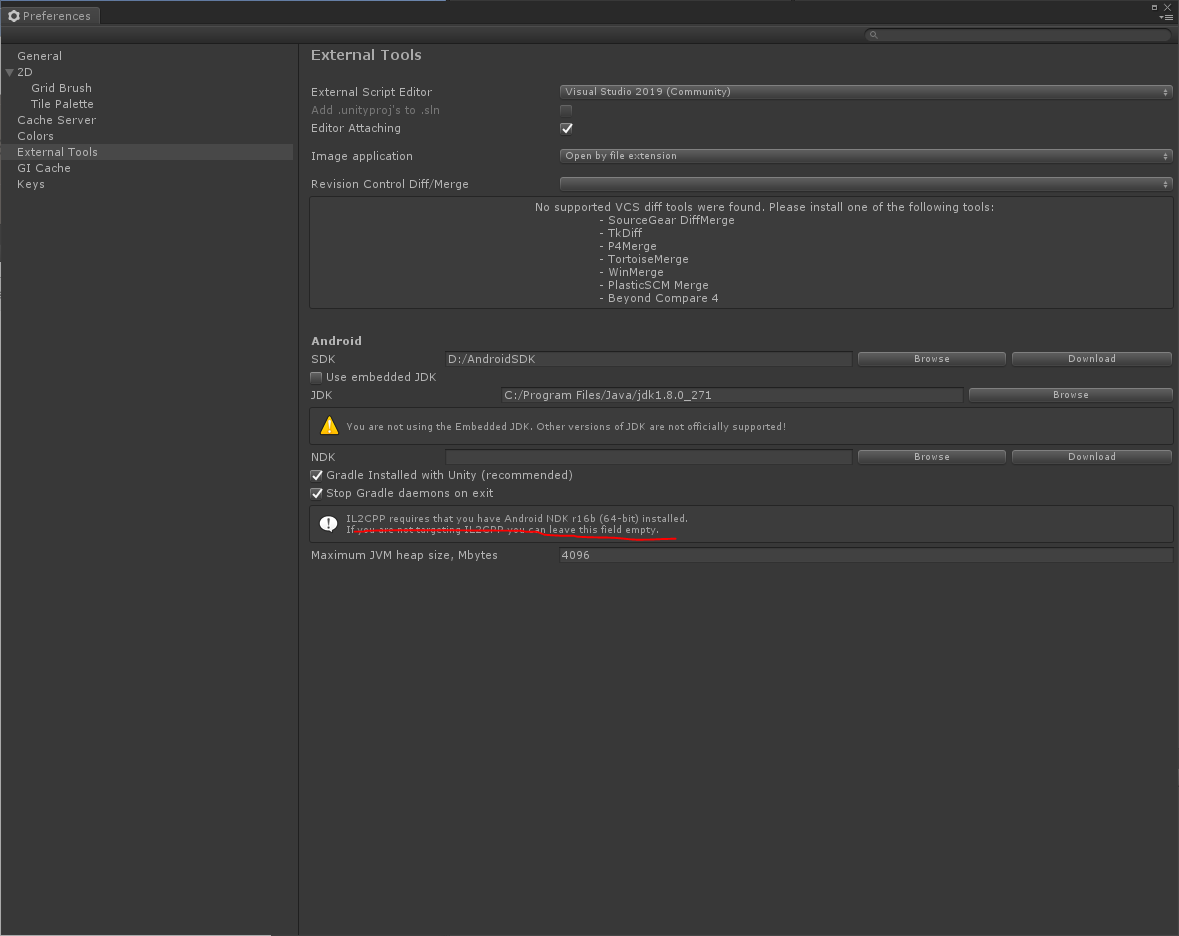 Preferences
General
2D
Grid Brush
Tile Palette
Cache Server
Colors
External Tools
GI Cache
Keys
External Tools
External Script Editor Visual Studio 2019 (Community)
Add .unityproj's to .sln
Editor Attaching
Image application Open by file extension
Revision Control Diff/Merge
No supported VCS diff tools were found. Please install one of the following tools:
- SourceGear DiffMerge
- TkDiff
- P4Merge
- TortoiseMerge
- WinMerge
- PlasticSCM Merge
- Beyond Compare 4
Android
SDK D:/AndroidSDK Browse Download
Use embedded JDK
JDK C:/Program Files/Java/jdk1.8.0_271 Browse
You are not using the Embedded JDK. Other versions of JDK are not officially supported!
NDK Browse Download
Gradle Installed with Unity (recommended)
Stop Gradle daemons on exit
IL2CPP requires that you have Android NDK r16b (64-bit) installed.
If you are not targeting IL2CPP you can leave this field empty.
Maximum JVM heap size, Mbytes 4096